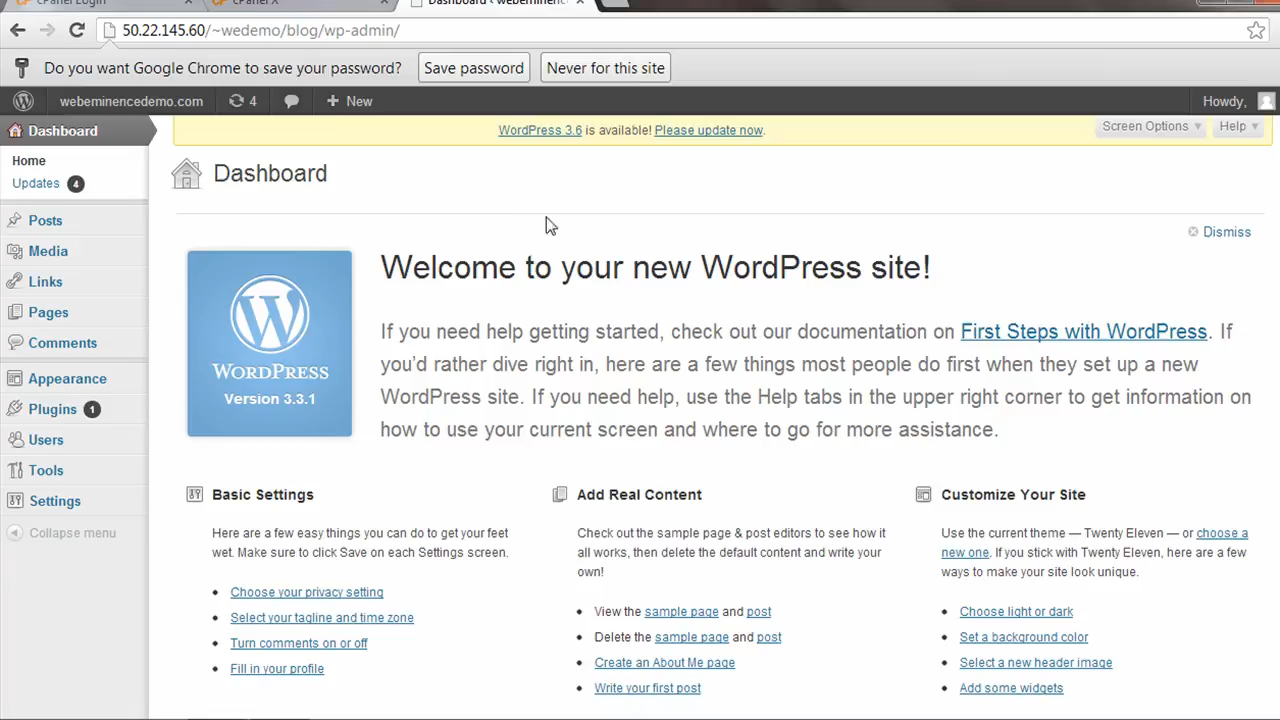 cPanel Login
cPanel X
Dashboard ‹ webeminenc
50.22.145.60/~wedemo/blog/wp-admin/
Do you want Google Chrome to save your password? Save password Never for this site
webeminencedemo.com 4 + New Howdy,
Dashboard
WordPress 3.6 is available! Please update now.
Screen Options Help
Home
Updates 4
Posts
Media
Links
Pages
Comments
Appearance
Plugins 1
Users
Tools
Settings
Collapse menu
Dashboard
Dismiss
WORDPRESS
Version 3.3.1
Welcome to your new WordPress site!
If you need help getting started, check out our documentation on First Steps with WordPress. If
you’d rather dive right in, here are a few things most people do first when they set up a new
WordPress site. If you need help, use the Help tabs in the upper right corner to get information on
how to use your current screen and where to go for more assistance.
Basic Settings
Here are a few easy things you can do to get your feet
wet. Make sure to click Save on each Settings screen.
Choose your privacy setting
Select your tagline and time zone
Turn comments on or off
Fill in your profile
Add Real Content
Check out the sample page & post editors to see how it
all works, then delete the default content and write your
own!
View the sample page and post
Delete the sample page and post
Create an About Me page
Write your first post
Customize Your Site
Use the current theme — Twenty Eleven — or choose a
new one. If you stick with Twenty Eleven, here are a few
ways to make your site look unique.
Choose light or dark
Set a background color
Select a new header image
Add some widgets